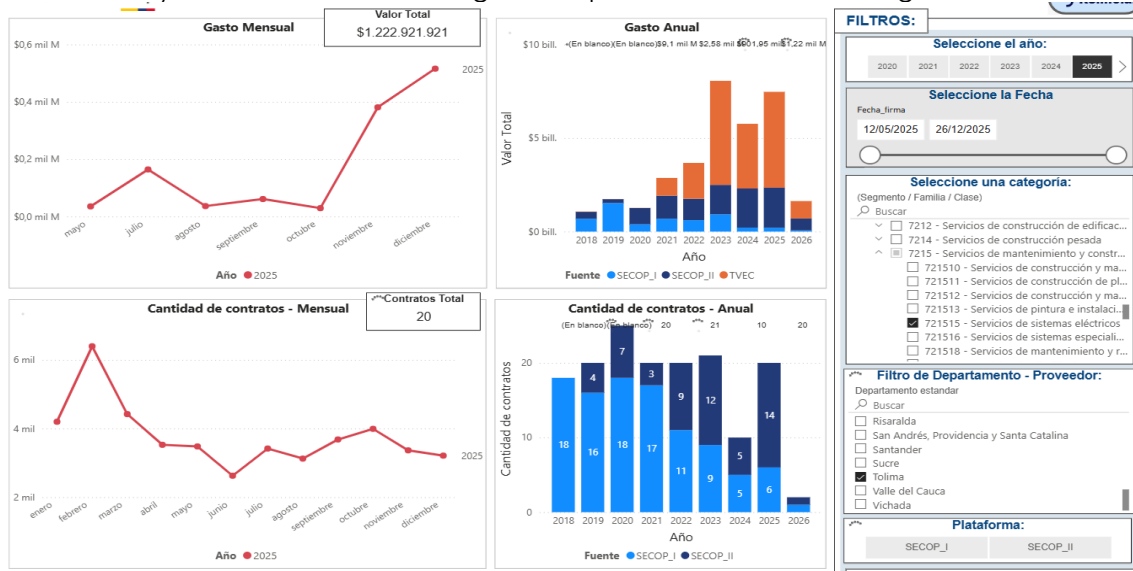 Gasto Mensual
Valor Total
$1.222.921.921
$0,6 mil M
$0,4 mil M
$0,2 mil M
$0,0 mil M
2025
mayo
julio
agosto
septiembre
octubre
noviembre
diciembre
Año 2025
Gasto Anual
$10 bill.
(En blanco)(En blanco)$9,1 mil M $2,58 mil
$1,22 mil M
$5 bill.
$0 bill.
Valor Total
2018 2019 2020 2021 2022 2023 2024 2025 2026
Año
Fuente SECOP_I SECOP_II TVEC
Cantidad de contratos - Mensual
Contratos Total
20
6 mil
4 mil
2 mil
2025
enero
febrero
marzo
abril
mayo
junio
julio
agosto
septiembre
octubre
noviembre
diciembre
Año 2025
Cantidad de contratos - Anual
(En blanco) 20 21 10 20
20
10
0
Cantidad de contratos
4 7 3 9 12 5 14
18 16 18 17 11 9 5 6
2018 2019 2020 2021 2022 2023 2024 2025 2026
Año
Fuente SECOP_I SECOP_II
FILTROS:
Seleccione el año:
2020 2021 2022 2023 2024 2025
Seleccione la Fecha
Fecha_firma
12/05/2025 26/12/2025
Seleccione una categoría:
(Segmento / Familia / Clase)
Buscar
7212 - Servicios de construcción de edificac...
7214 - Servicios de construcción pesada
7215 - Servicios de mantenimiento y constr...
721510 - Servicios de construcción y ma...
721511 - Servicios de construcción de pl...
721512 - Servicios de construcción y ma...
721513 - Servicios de pintura e instalaci...
721515 - Servicios de sistemas eléctricos
721516 - Servicios de sistemas especiali...
721518 - Servicios de mantenimiento y r...
Filtro de Departamento - Proveedor:
Departamento estandar
Buscar
Risaralda
San Andrés, Providencia y Santa Catalina
Santander
Sucre
Tolima
Valle del Cauca
Vichada
Plataforma:
SECOP_I SECOP_II